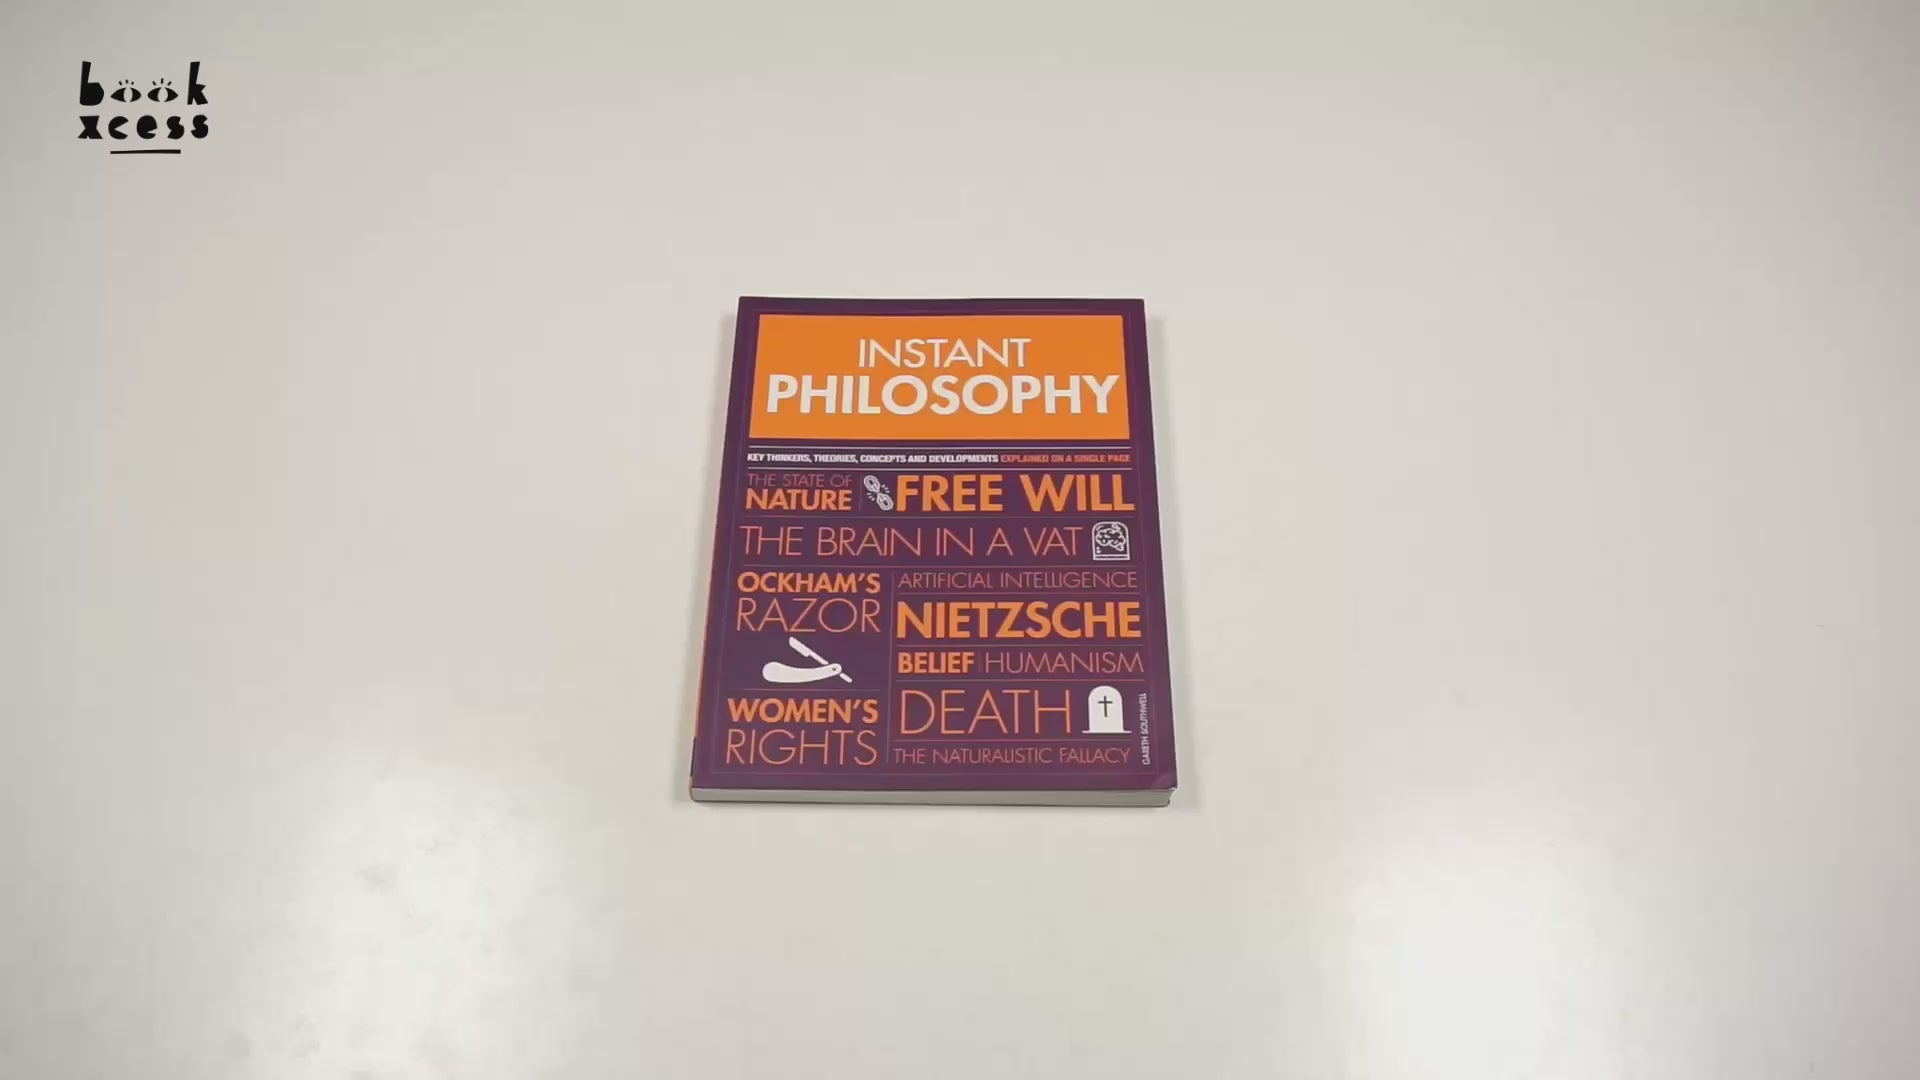 book
xcess
INSTANT
PHILOSOPHY
KEY THINKERS, THEORIES, CONCEPTS AND DEVELOPMENTS EXPLAINED ON A SINGLE PAGE
THE STATE OF
NATURE
FREE WILL
THE BRAIN IN A VAT
OCKHAM'S
RAZOR
ARTIFICIAL INTELLIGENCE
NIETZSCHE
BELIEF HUMANISM
WOMEN'S
RIGHTS
DEATH
THE NATURALISTIC FALLACY
GARETH SOUTHWELL